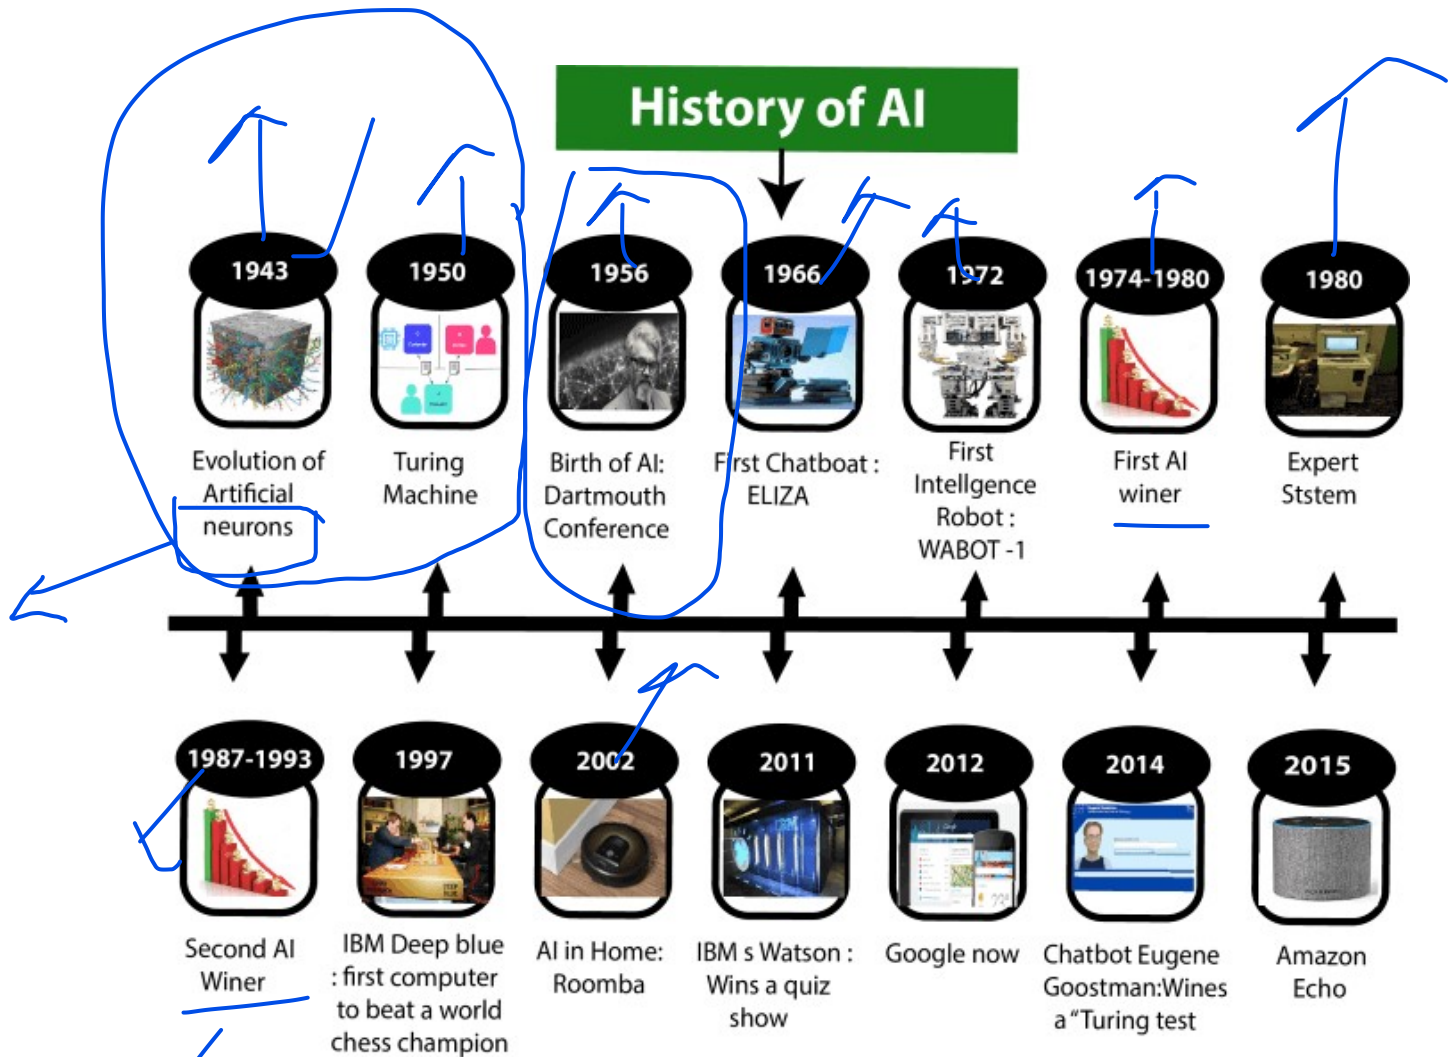 History of AI
1943
1950
1956
1966
1972
1974-1980
1980
Evolution of
Artificial
neurons
Turing
Machine
Birth of AI:
Dartmouth
Conference
First Chatboat :
ELIZA
First
Intellgence
Robot :
WABOT -1
First AI
winer
Expert
Ststem
1987-1993
1997
2002
2011
2012
2014
2015
Second AI
Winer
IBM Deep blue
: first computer
to beat a world
chess champion
AI in Home:
Roomba
IBM s Watson :
Wins a quiz
show
Google now
Chatbot Eugene
Goostman:Wines
a "Turing test
Amazon
Echo